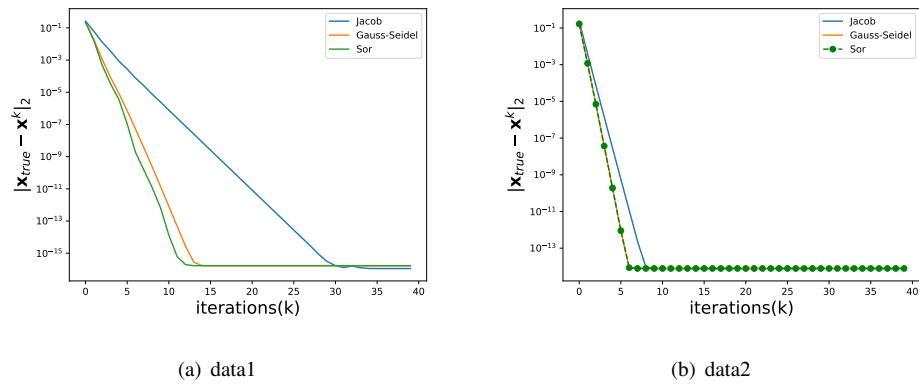 10⁻¹
10⁻³
10⁻⁵
10⁻⁷
10⁻⁹
10⁻¹¹
10⁻¹³
10⁻¹⁵
|x_true − x^k|₂
0 5 10 15 20 25 30 35 40
iterations(k)
Jacob
Gauss-Seidel
Sor
(a) data1
10⁻¹
10⁻³
10⁻⁵
10⁻⁷
10⁻⁹
10⁻¹¹
10⁻¹³
|x_true − x^k|₂
0 5 10 15 20 25 30 35 40
iterations(k)
Jacob
Gauss-Seidel
Sor
(b) data2